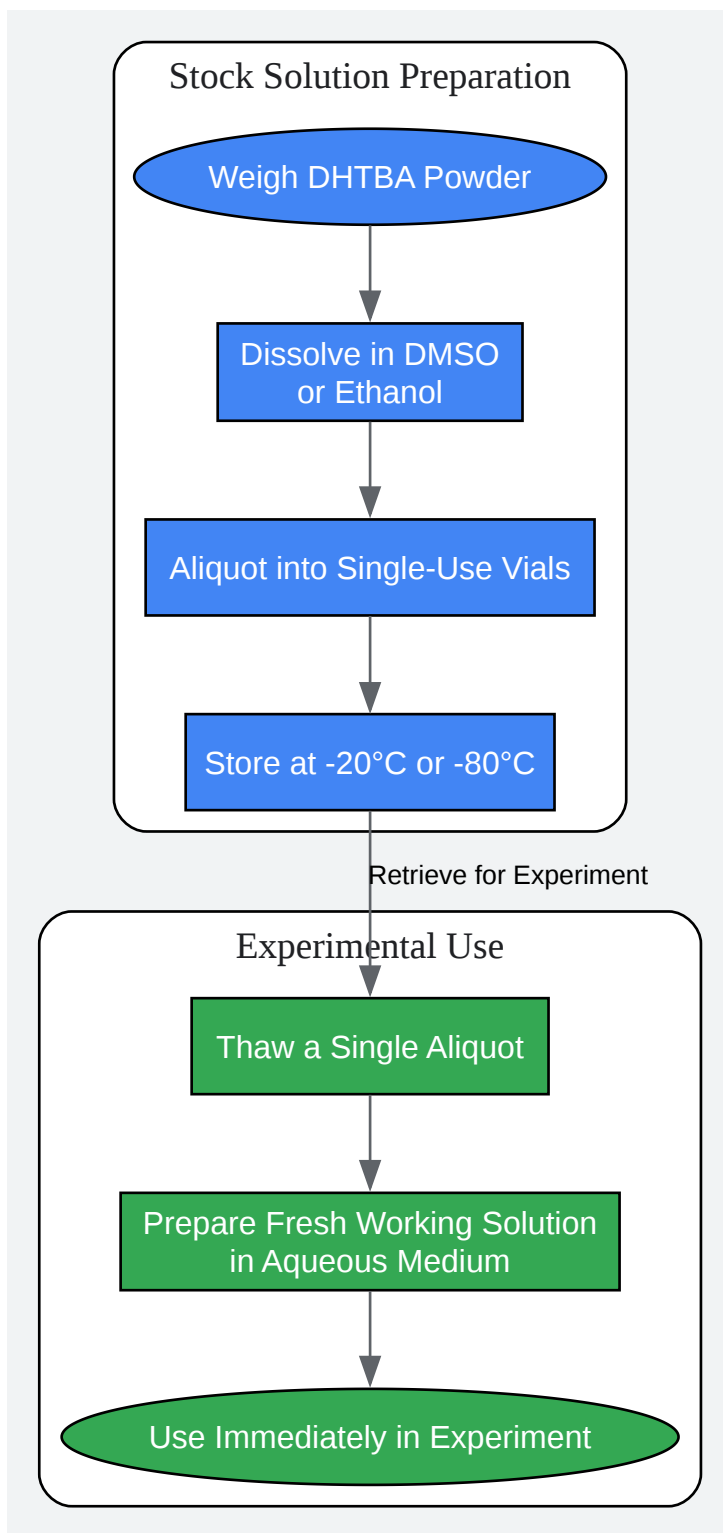 Stock Solution Preparation
Weigh DHTBA Powder
Dissolve in DMSO
or Ethanol
Aliquot into Single-Use Vials
Store at -20°C or -80°C
Retrieve for Experiment
Experimental Use
Thaw a Single Aliquot
Prepare Fresh Working Solution
in Aqueous Medium
Use Immediately in Experiment